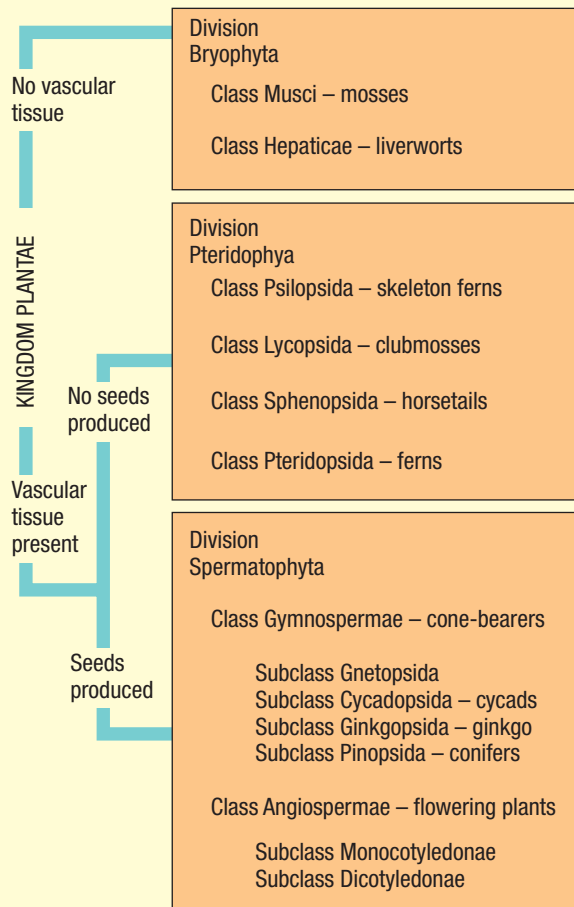 KINGDOM PLANTAE
No vascular
tissue
Division
Bryophyta
Class Musci – mosses
Class Hepaticae – liverworts
Vascular
tissue
present
No seeds
produced
Division
Pteridophya
Class Psilopsida – skeleton ferns
Class Lycopsida – clubmosses
Class Sphenopsida – horsetails
Class Pteridopsida – ferns
Seeds
produced
Division
Spermatophyta
Class Gymnospermae – cone-bearers
Subclass Gnetopsida
Subclass Cycadopsida – cycads
Subclass Ginkgopsida – ginkgo
Subclass Pinopsida – conifers
Class Angiospermae – flowering plants
Subclass Monocotyledonae
Subclass Dicotyledonae